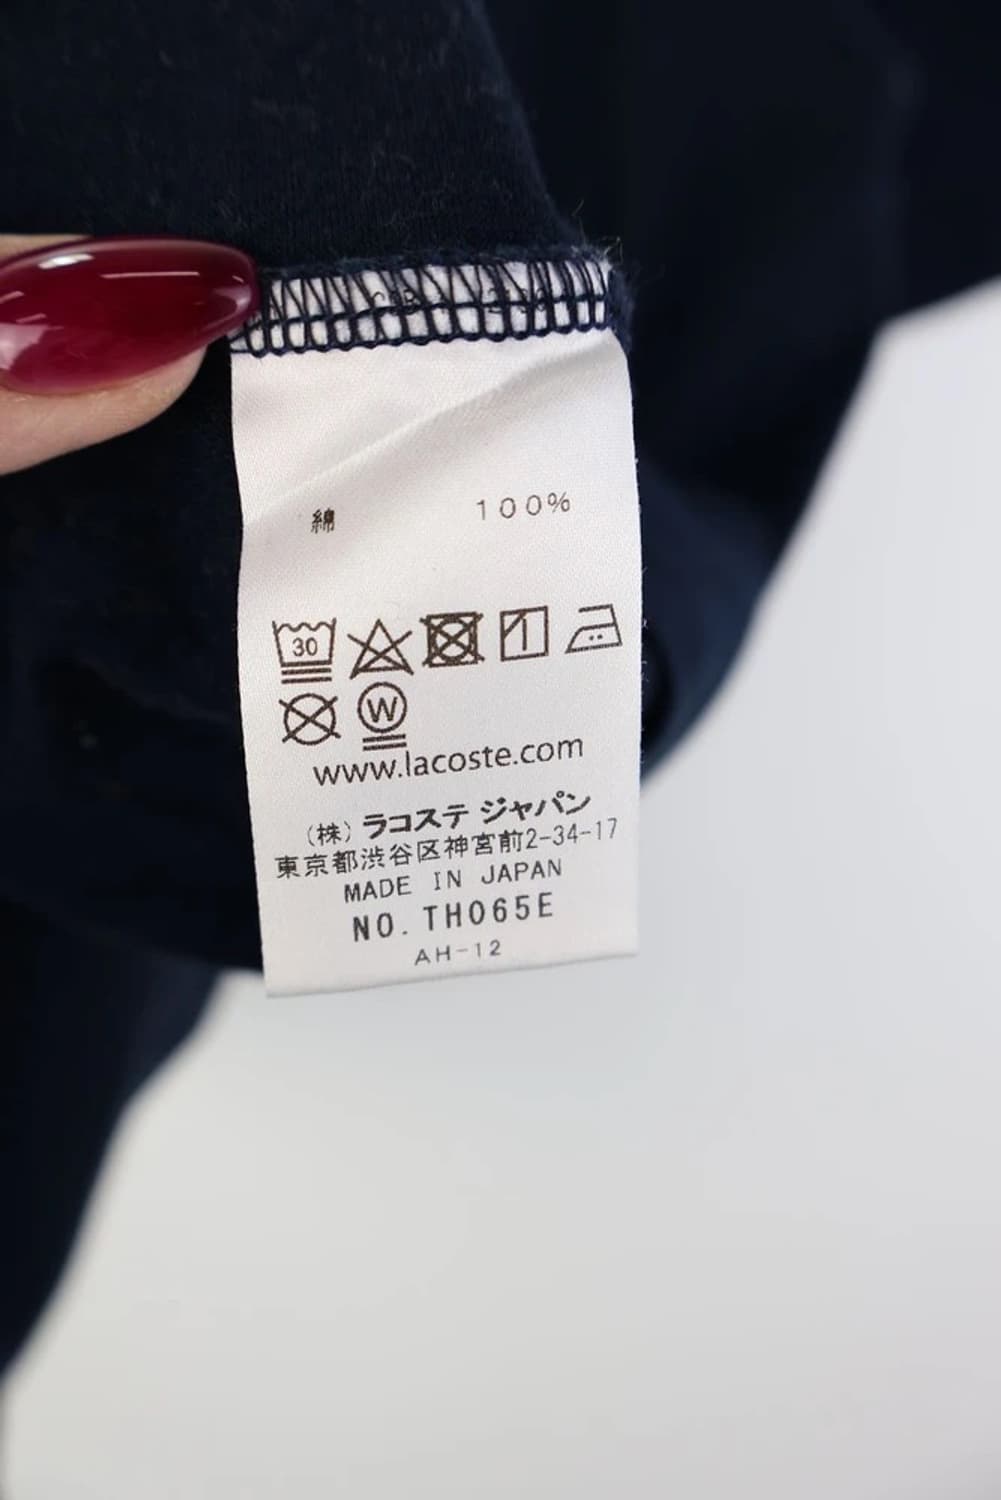 綿 100%
30
W
www.lacoste.com
(株) ラコステ ジャパン
東京都渋谷区神宮前2-34-17
MADE IN JAPAN
NO. TH065E
AH-12